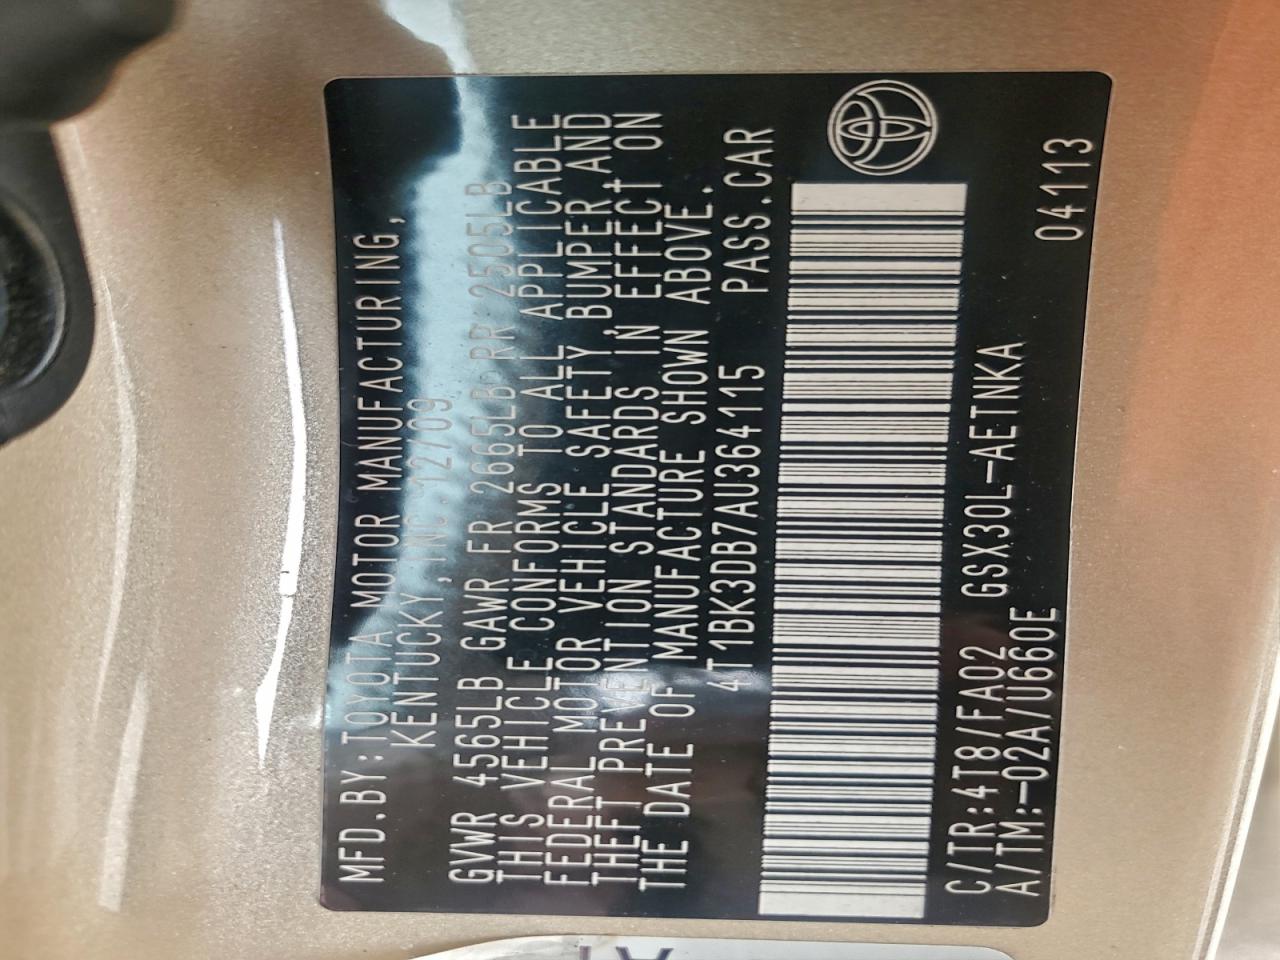 MFD.BY:TOYOTA MOTOR MANUFACTURING,
KENTUCKY,INC.12/09
GVWR 4565LB GAWR FR 2665LB RR 2505LB
THIS VEHICLE CONFORMS TO ALL APPLICABLE
FEDERAL MOTOR VEHICLE SAFETY,BUMPER,AND
THEFT PREVENTION STANDARDS IN EFFECT ON
THE DATE OF MANUFACTURE SHOWN ABOVE.
4T1BK3DB7AU364115 PASS.CAR
C/TR:4T8/FA02 GSX30L-AETNKA
A/TM:-02A/U660E 04113